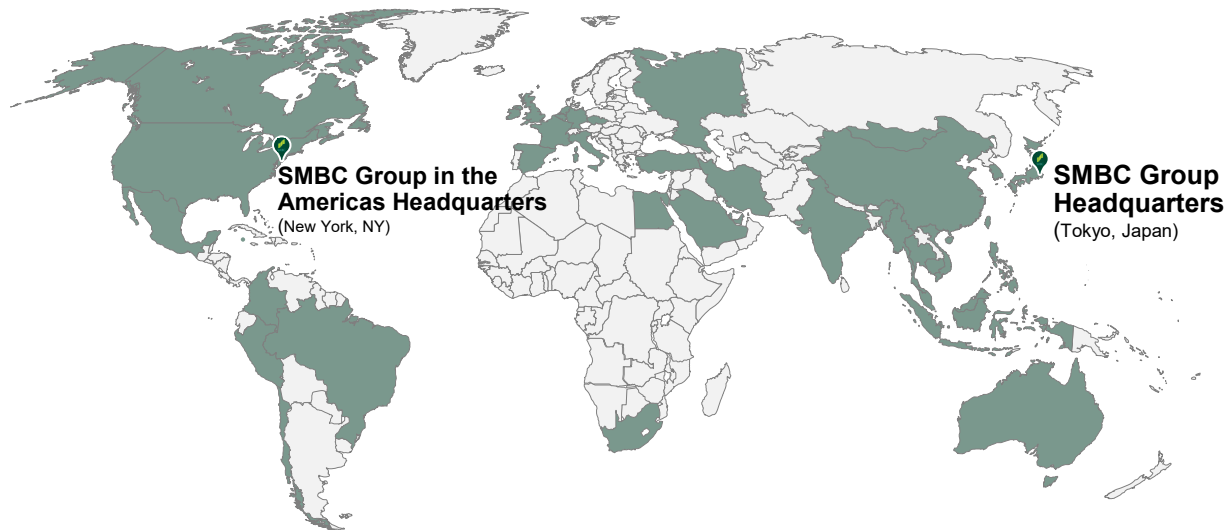 SMBC Group in the
Americas Headquarters
(New York, NY)
SMBC Group
Headquarters
(Tokyo, Japan)